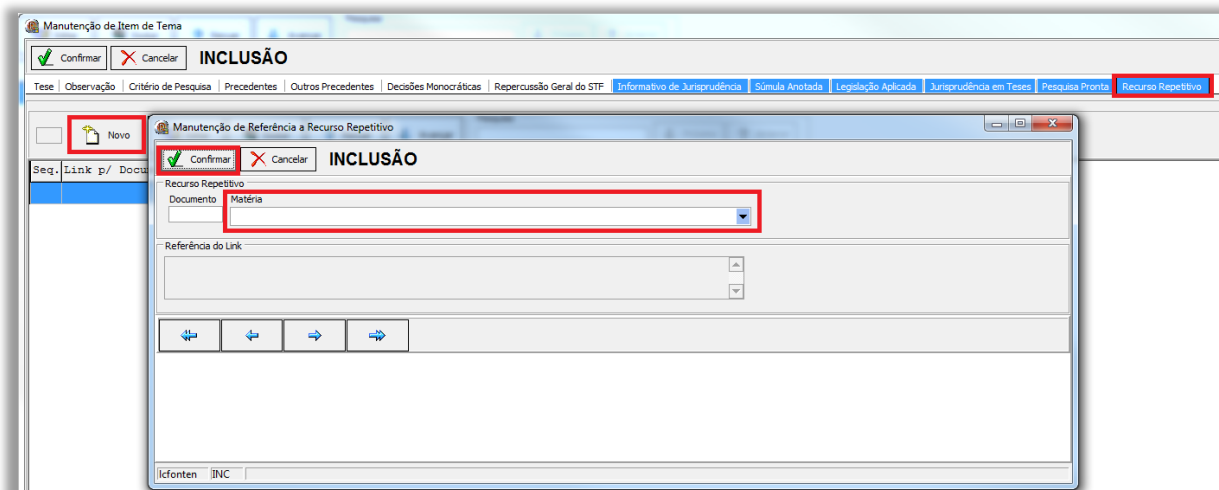 Manutenção de Item de Tema
Confirmar Cancelar INCLUSÃO
Tese Observação Critério de Pesquisa Precedentes Outros Precedentes Decisões Monocráticas Repercussão Geral do STF Informativo de Jurisprudência Súmula Anotada Legislação Aplicada Jurisprudência em Teses Pesquisa Pronta Recurso Repetitivo
Novo
Seq. Link p/ Docu
Manutenção de Referência a Recurso Repetitivo
Confirmar Cancelar INCLUSÃO
Recurso Repetitivo
Documento Matéria
Referência do Link
lcfonten INC